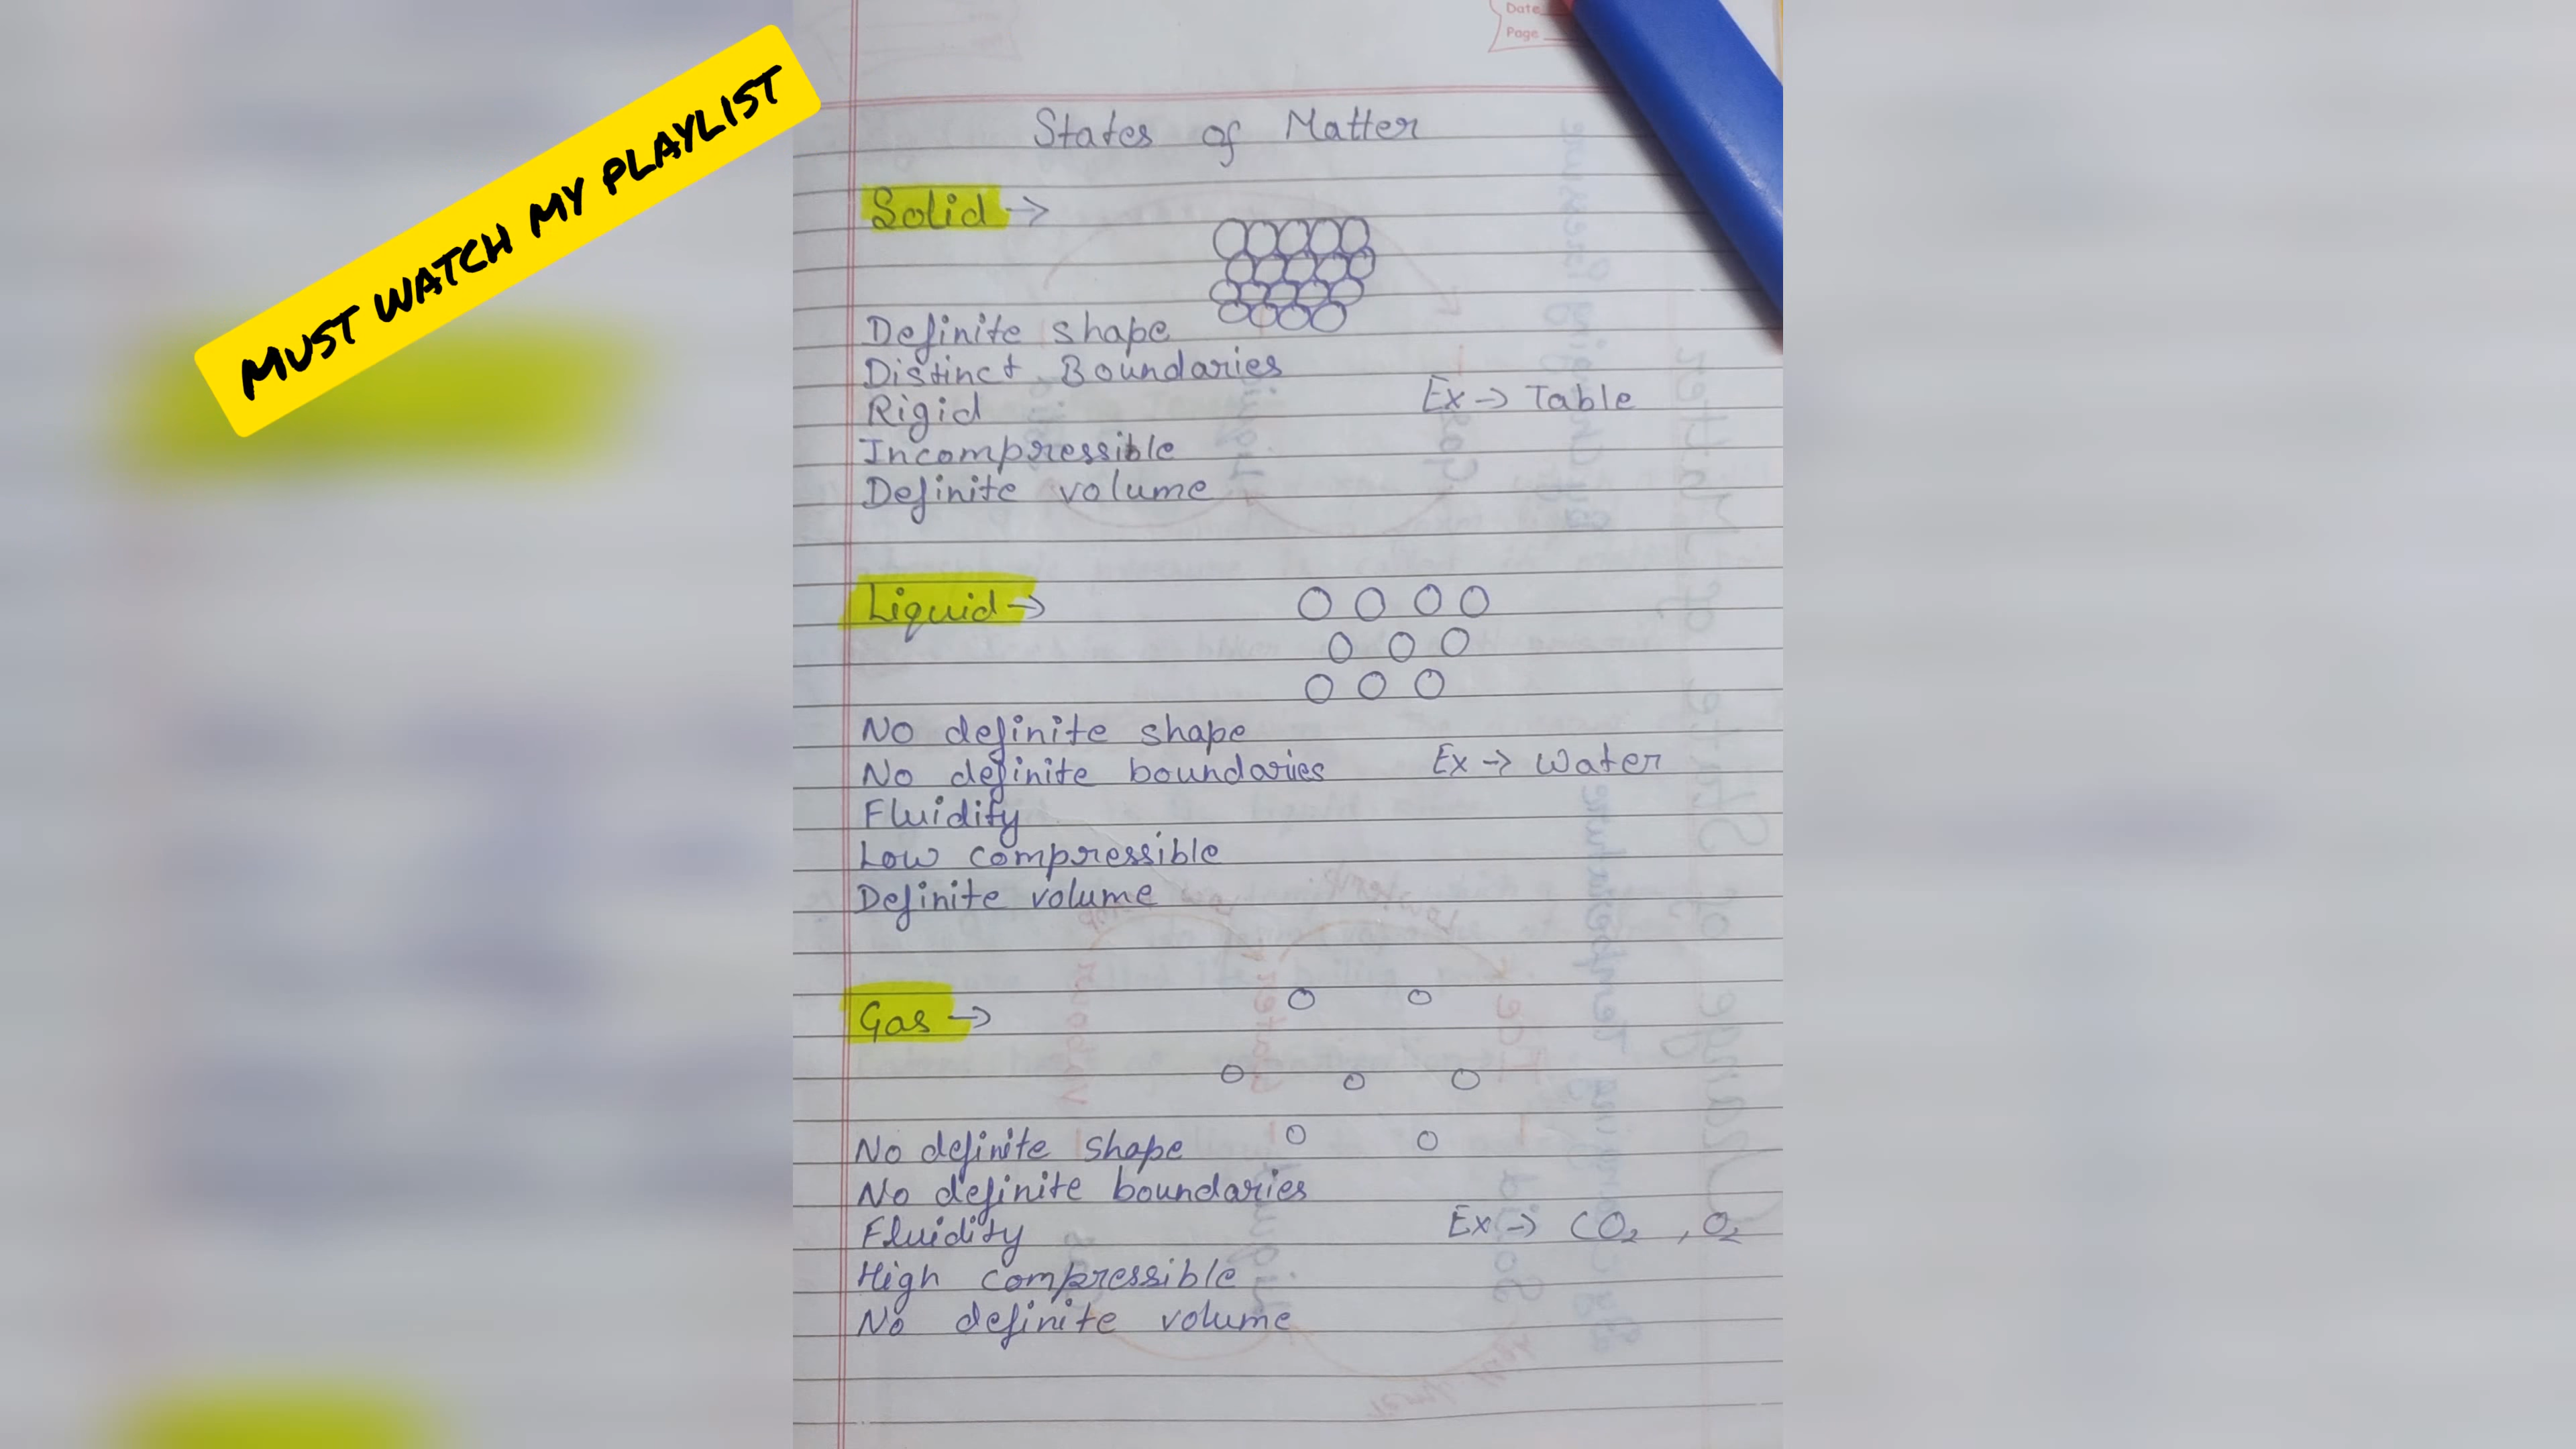 MUST WATCH MY PLAYLIST
Date
Page
States of Matter
Solid →
Definite shape
Distinct Boundaries
Rigid
Ex → Table
Incompressible
Definite volume
Liquid →
No definite shape
No definite boundaries
Ex → Water
Fluidity
Low compressible
Definite volume
Gas →
No definite shape
No definite boundaries
Fluidity
Ex → CO₂ , O₂
High compressible
No definite volume